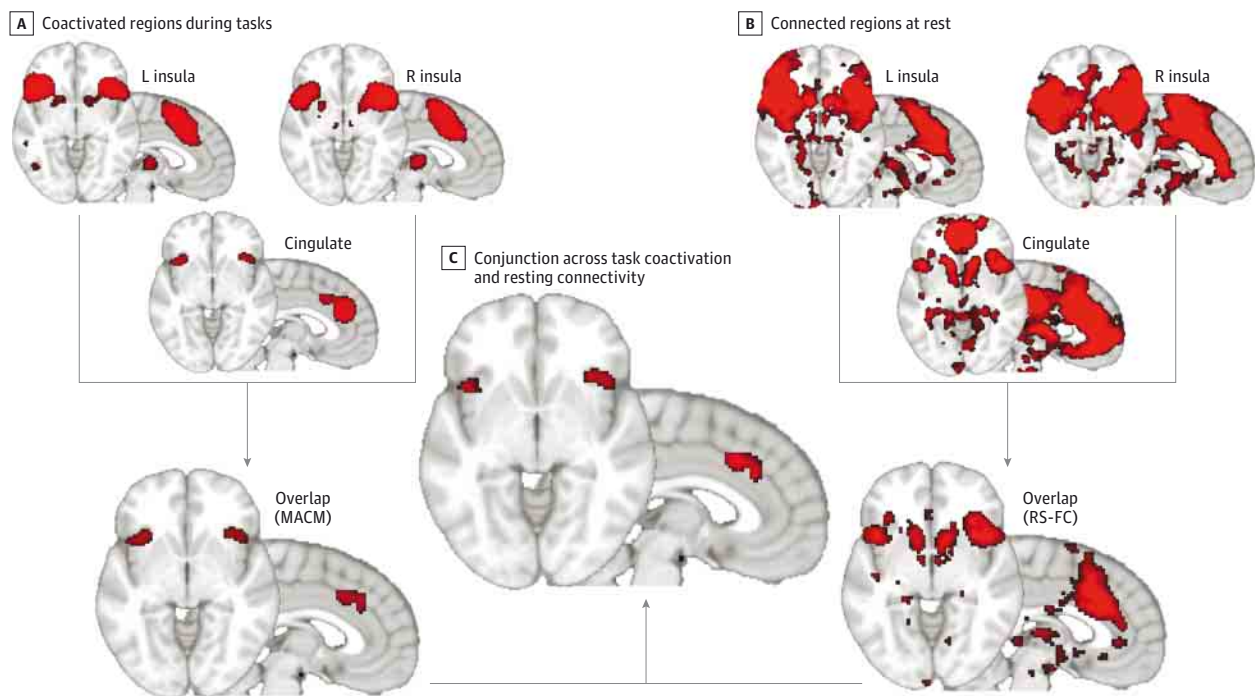 A Coactivated regions during tasks
L insula
R insula
Cingulate
Overlap
(MACM)
B Connected regions at rest
L insula
R insula
Cingulate
Overlap
(RS-FC)
C Conjunction across task coactivation
and resting connectivity